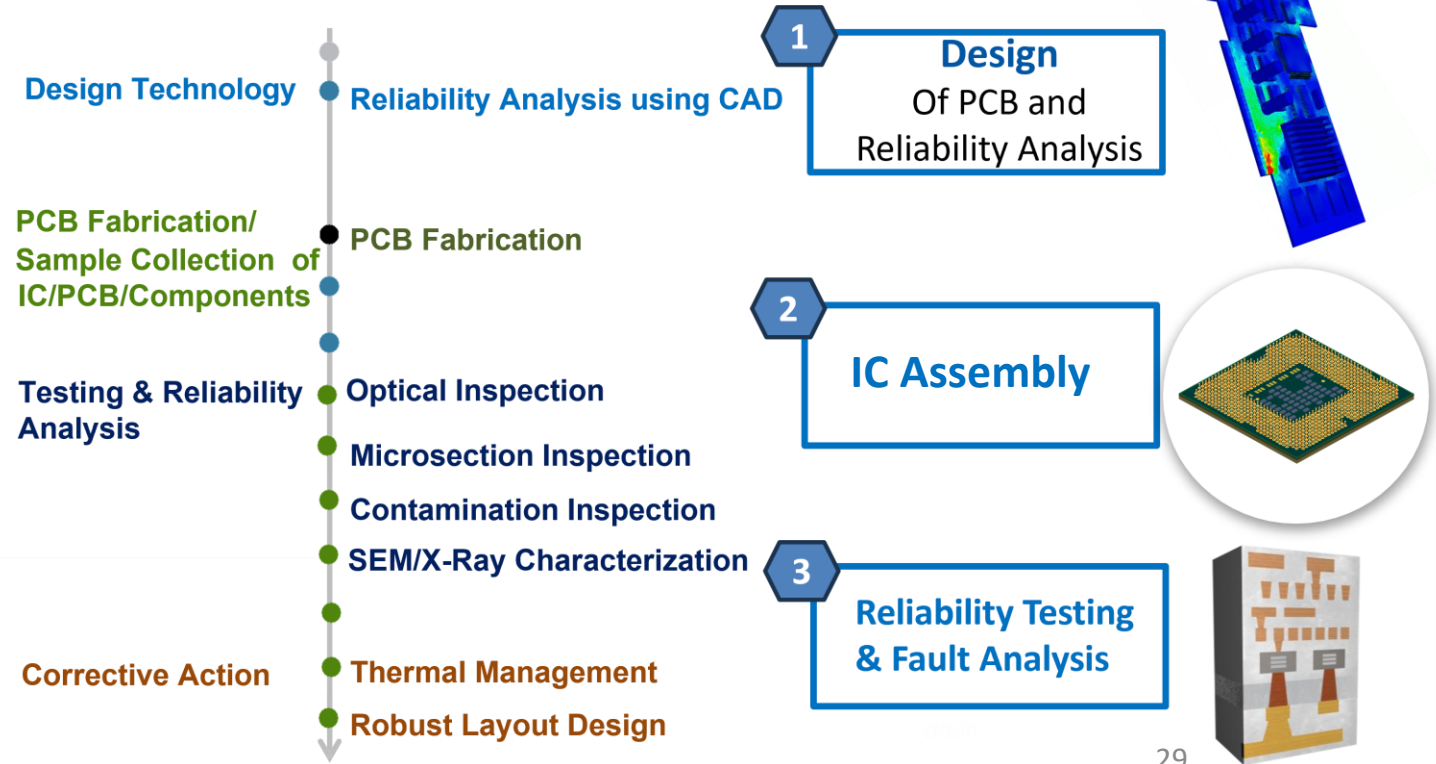 Design Technology
Reliability Analysis using CAD
PCB Fabrication/
Sample Collection of
IC/PCB/Components
PCB Fabrication
Testing & Reliability
Analysis
Optical Inspection
Microsection Inspection
Contamination Inspection
SEM/X-Ray Characterization
Corrective Action
Thermal Management
Robust Layout Design
1
Design
Of PCB and
Reliability Analysis
2
IC Assembly
3
Reliability Testing
& Fault Analysis
29